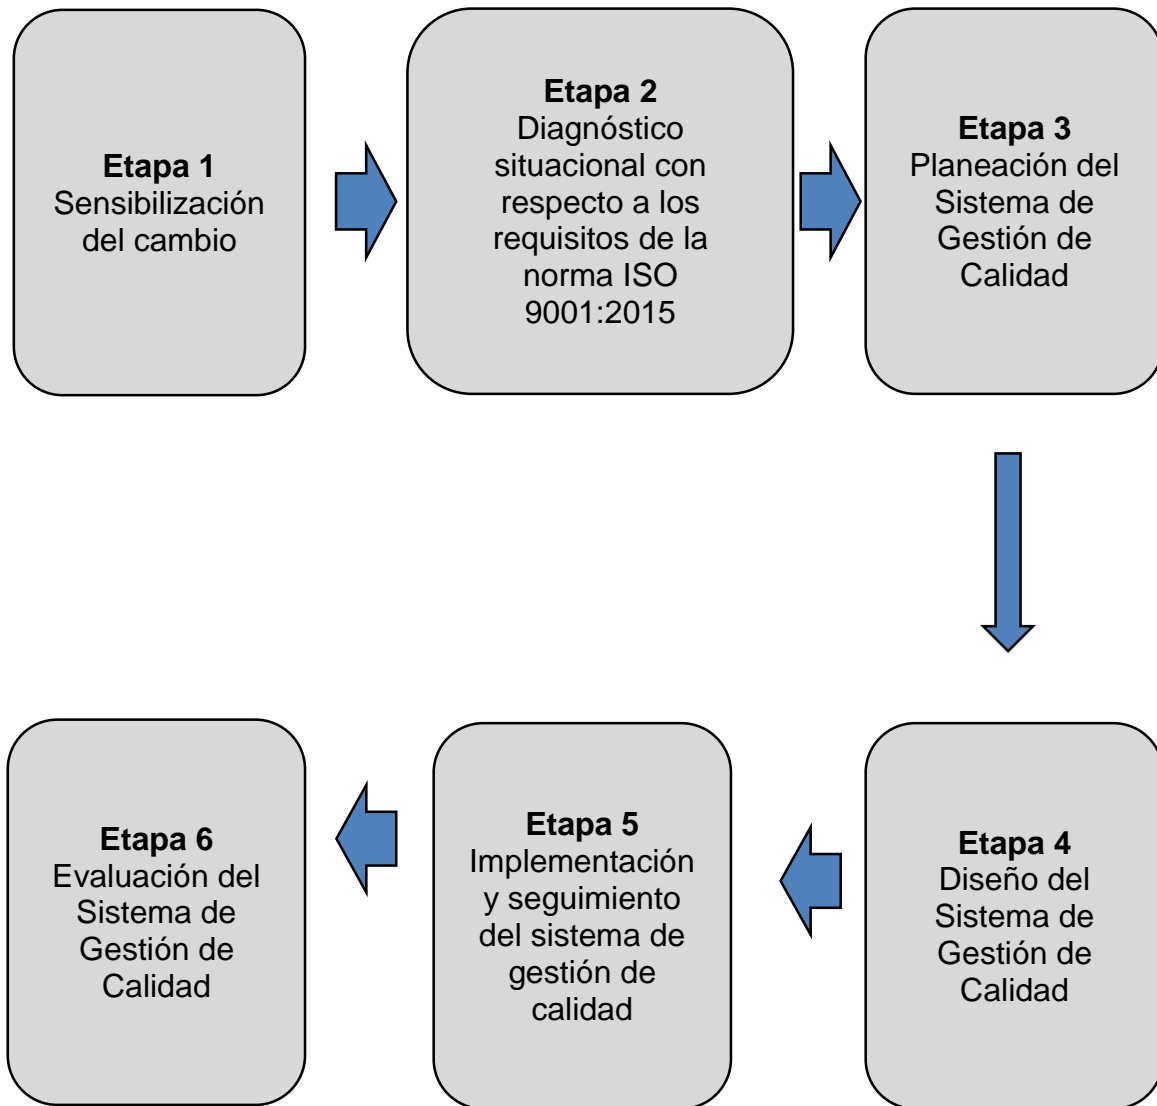 Etapa 1
Sensibilización
del cambio
Etapa 2
Diagnóstico
situacional con
respecto a los
requisitos de la
norma ISO
9001:2015
Etapa 3
Planeación del
Sistema de
Gestión de
Calidad
Etapa 4
Diseño del
Sistema de
Gestión de
Calidad
Etapa 5
Implementación
y seguimiento
del sistema de
gestión de
calidad
Etapa 6
Evaluación del
Sistema de
Gestión de
Calidad